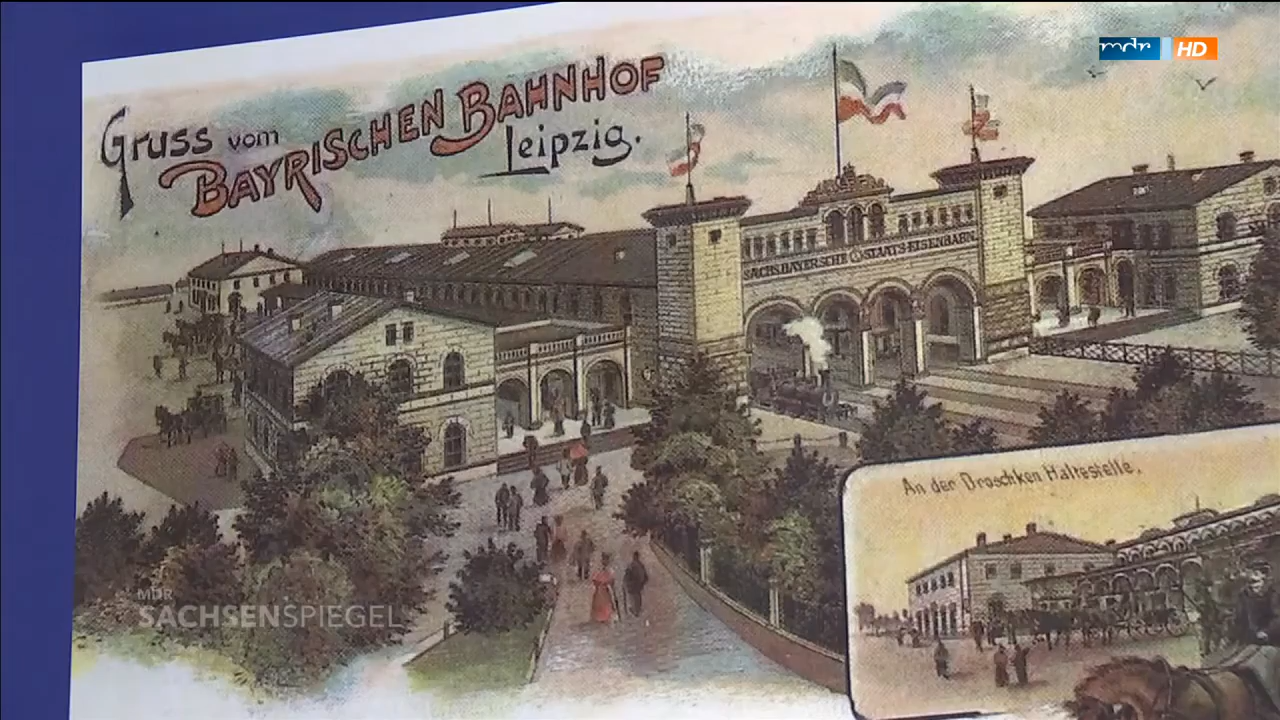 mdr HD
Gruss vom
BAYRISCHEN BAHNHOF
Leipzig.
SÄCHS. BAYERSCHE STAATS-EISENBAHN.
An der Droschken Haltestelle.
MDR
SACHSENSPIEGEL